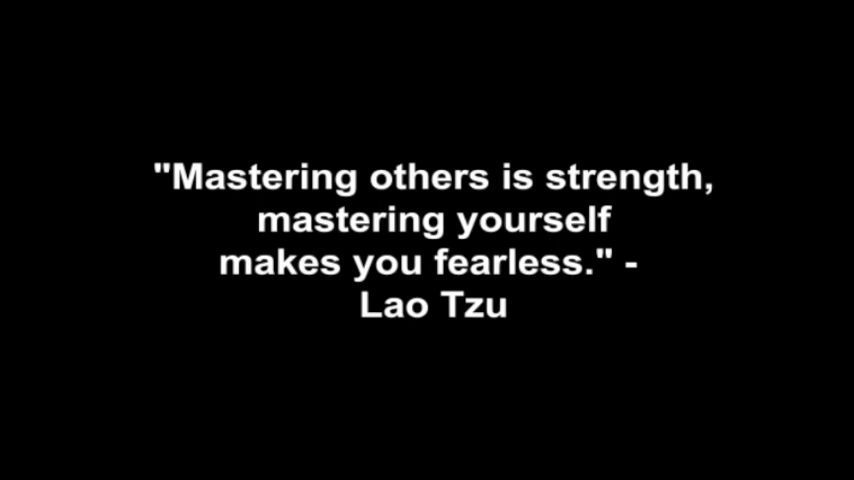 "Mastering others is strength,
mastering yourself
makes you fearless." -
Lao Tzu